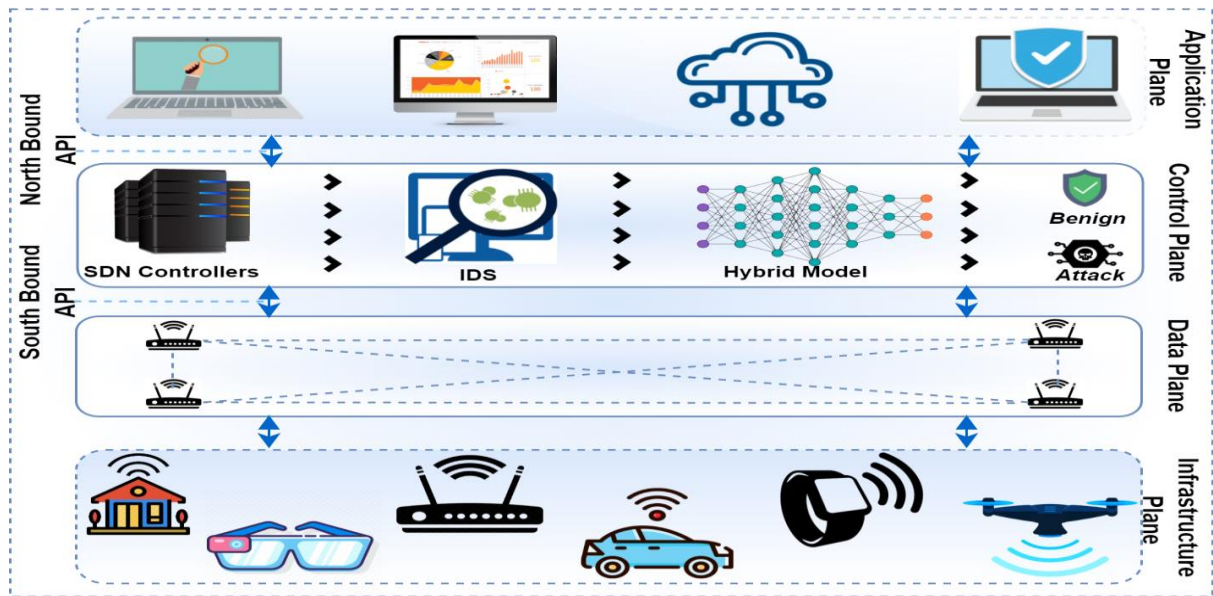 Application
Plane
North Bound
API
SDN Controllers
IDS
Hybrid Model
Benign
Attack
Control Plane
South Bound
API
Data Plane
Infrastructure
Plane